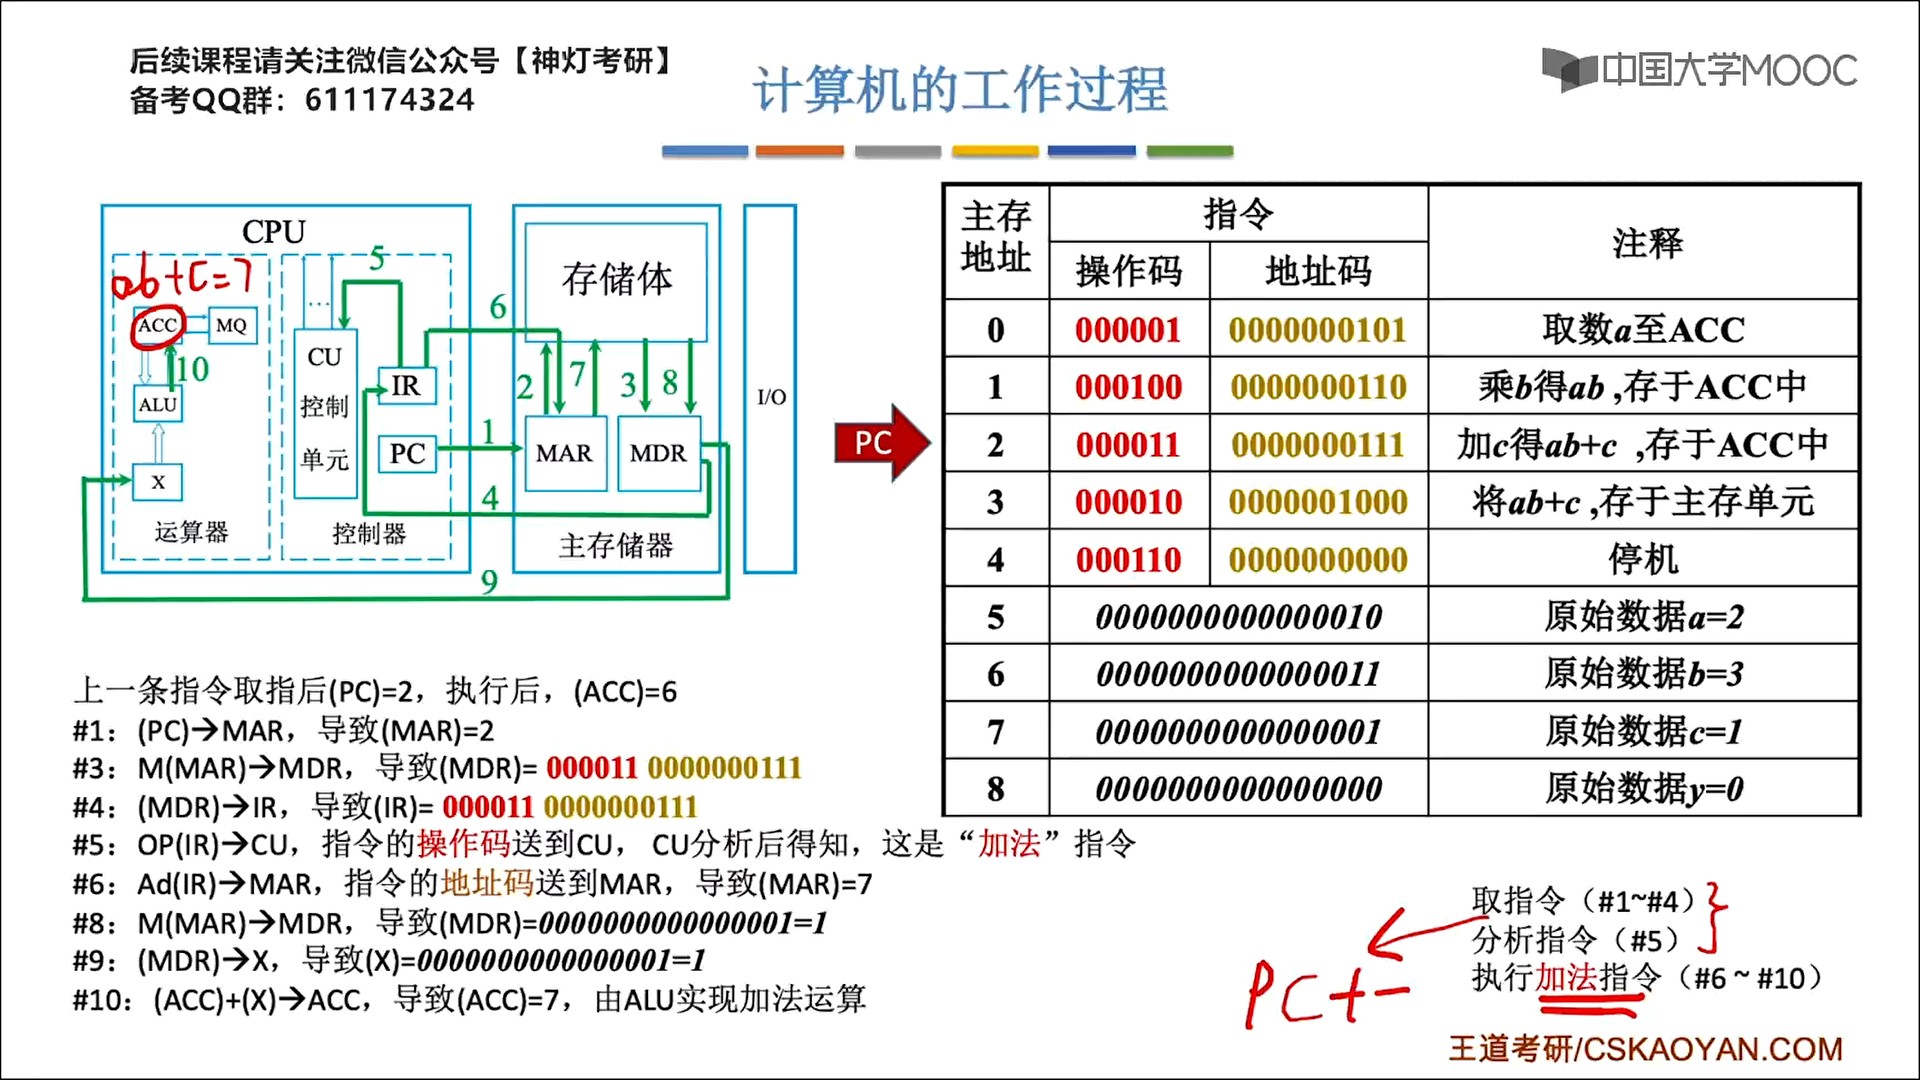 后续课程请关注微信公众号【神灯考研】
备考QQ群：611174324
计算机的工作过程
中国大学MOOC
CPU
ab+c=7
5
6
存储体
ACC
MQ
...
10
CU
控制
单元
IR
2
7
3
8
ALU
I/O
1
PC
MAR
MDR
X
4
运算器
控制器
主存储器
9
PC
主存地址 指令 注释
操作码 地址码
0 000001 0000000101 取数a至ACC
1 000100 0000000110 乘b得ab ,存于ACC中
2 000011 0000000111 加c得ab+c ,存于ACC中
3 000010 0000001000 将ab+c ,存于主存单元
4 000110 0000000000 停机
5 0000000000000010 原始数据a=2
6 0000000000000011 原始数据b=3
7 0000000000000001 原始数据c=1
8 0000000000000000 原始数据y=0
上一条指令取指后(PC)=2，执行后，(ACC)=6
#1：(PC)→MAR，导致(MAR)=2
#3：M(MAR)→MDR，导致(MDR)= 000011 0000000111
#4：(MDR)→IR，导致(IR)= 000011 0000000111
#5：OP(IR)→CU，指令的操作码送到CU， CU分析后得知，这是“加法”指令
#6：Ad(IR)→MAR，指令的地址码送到MAR，导致(MAR)=7
#8：M(MAR)→MDR，导致(MDR)=0000000000000001=1
#9：(MDR)→X，导致(X)=0000000000000001=1
#10：(ACC)+(X)→ACC，导致(ACC)=7，由ALU实现加法运算
取指令（#1~#4）
分析指令（#5）
执行加法指令（#6 ~ #10）
PC+-
王道考研/CSKAOYAN.COM